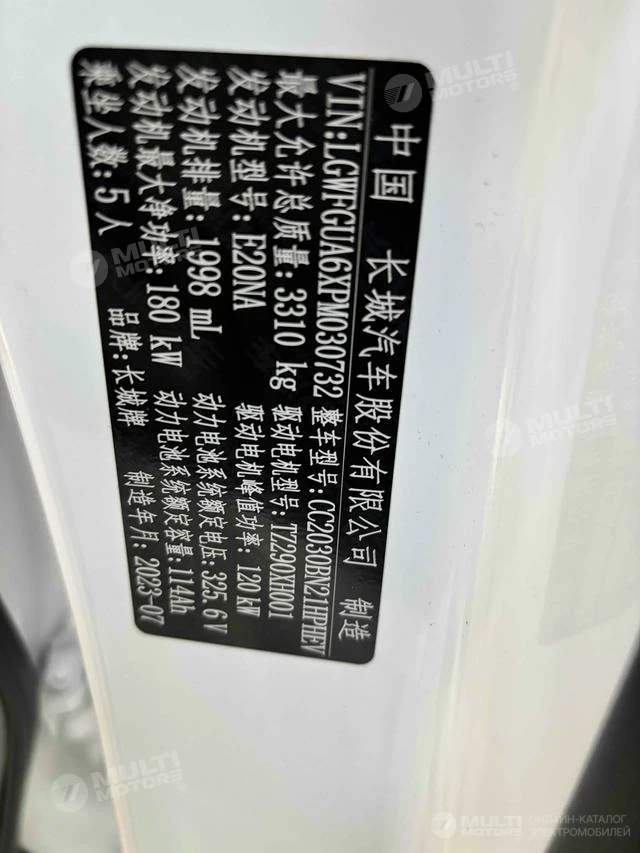 中国 长城汽车股份有限公司 制造
VIN:LGWFGUA6XPM030732 整车型号:CC2030BN21HPHEV
最大允许总质量:3310 kg 驱动电机型号:TZ290XH001
发动机型号:E20NA 驱动电机峰值功率:120 kW
发动机排量:1998 mL 动力电池系统额定电压:325.6V
发动机最大净功率:180 kW 动力电池系统额定容量:114Ah
乘坐人数:5人 品牌:长城牌 制造年月:2023-07
MULTI
MOTORS
MULTI
MOTORS
MULTI
MOTORS
MULTI
MOTORS
MULTI
MOTORS
ОНЛАЙН-КАТАЛОГ
ЭЛЕКТРОМОБИЛЕЙ